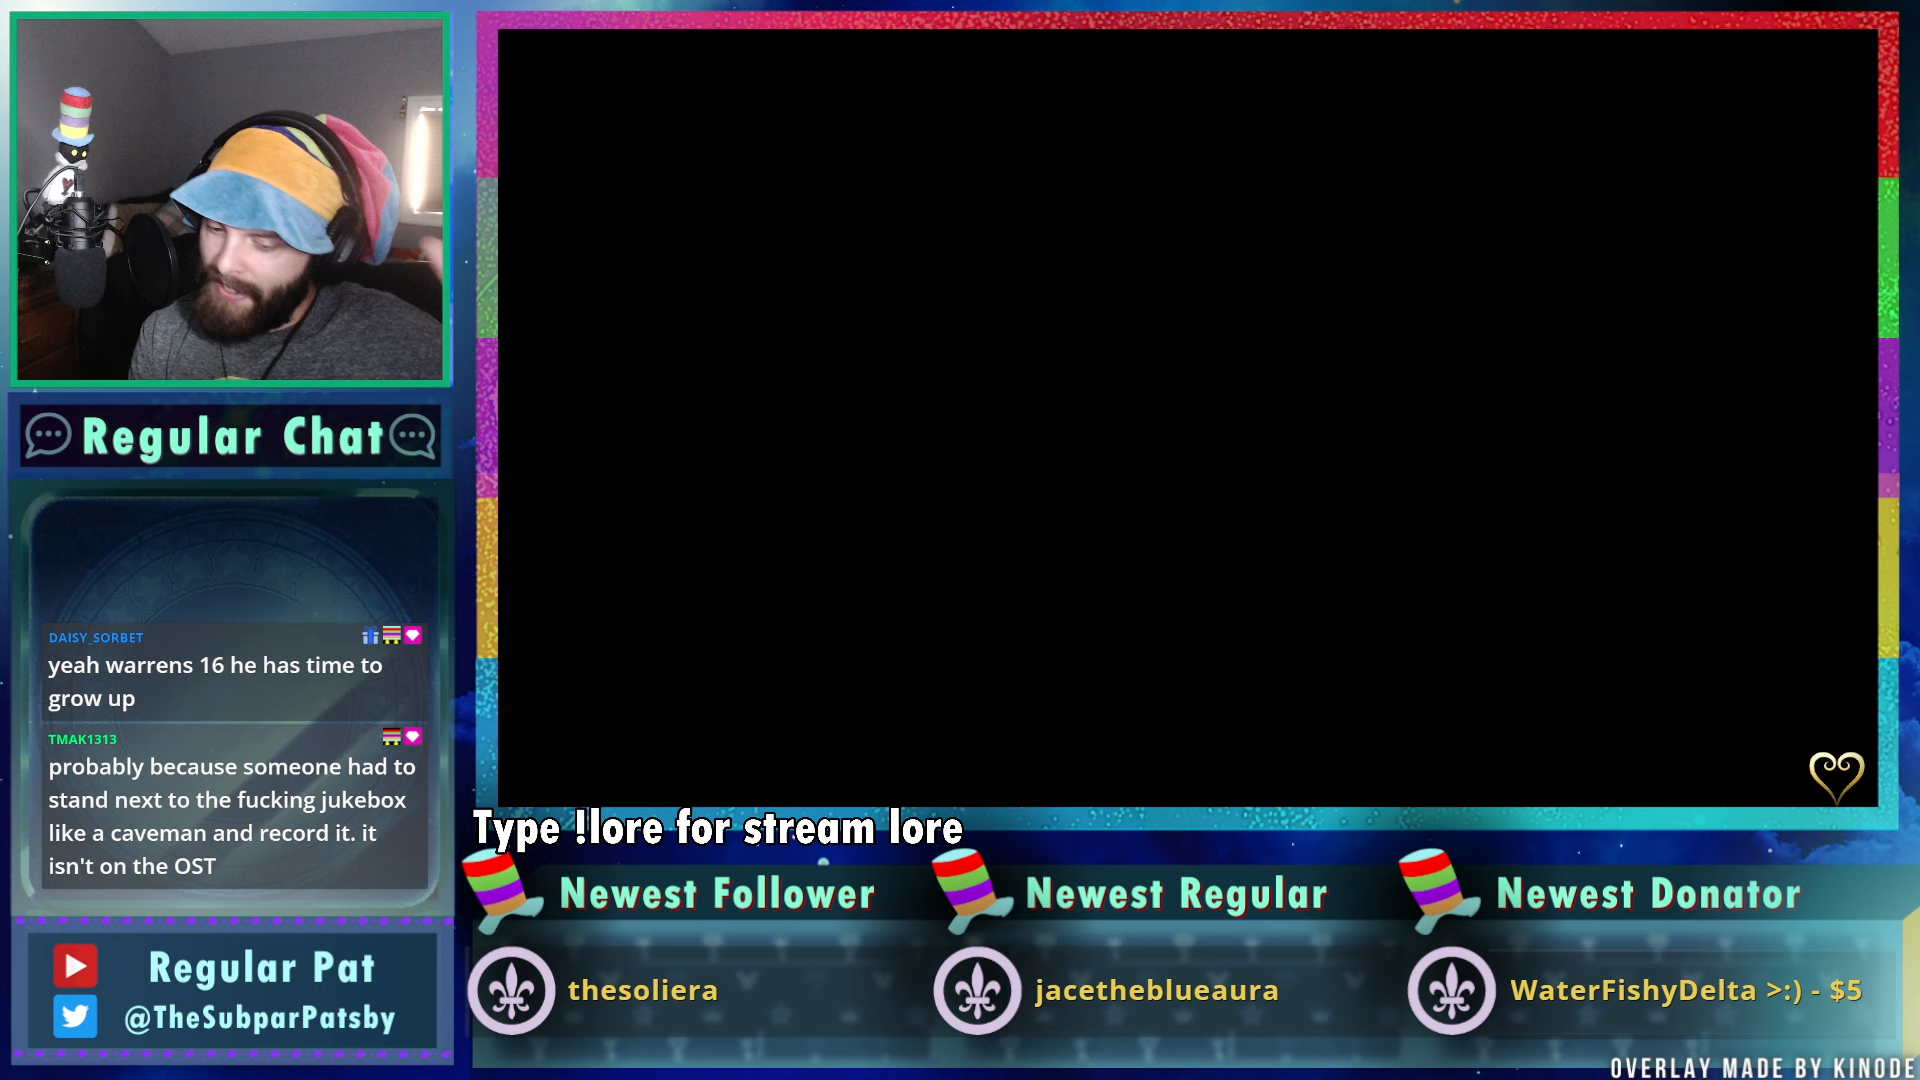 Regular Chat
DAISY_SORBET
yeah warrens 16 he has time to
grow up
TMAK1313
probably because someone had to
stand next to the fucking jukebox
like a caveman and record it. it
isn't on the OST
Regular Pat
@TheSubparPatsby
Type !lore for stream lore
Newest Follower
thesoliera
Newest Regular
jacetheblueaura
Newest Donator
WaterFishyDelta >:) - $5
OVERLAY MADE BY KINODE